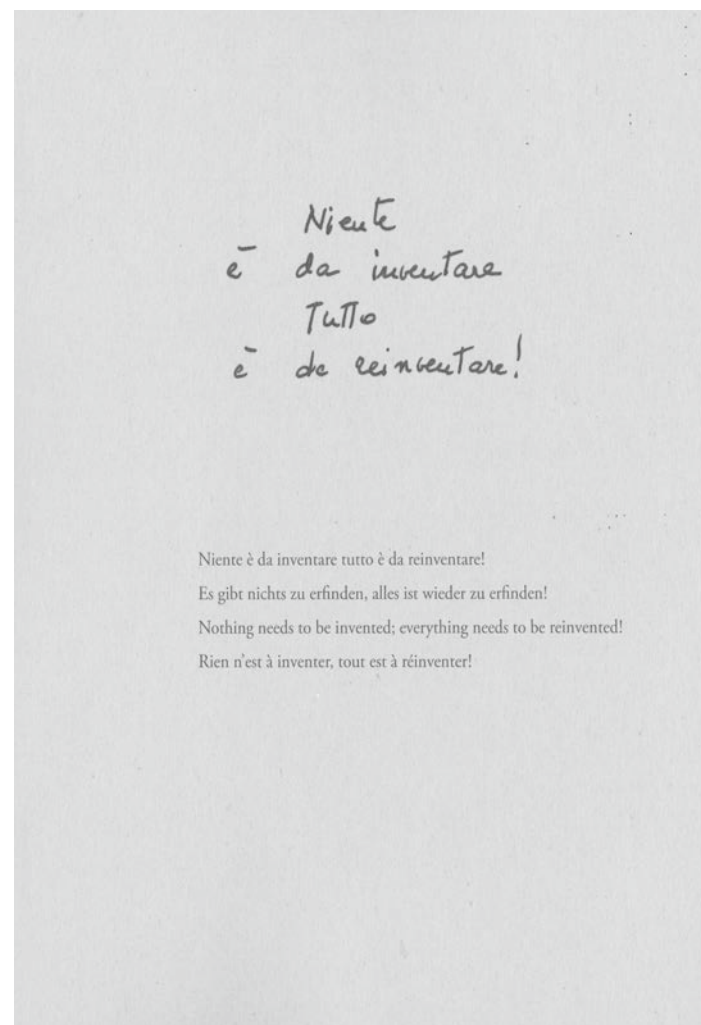 Niente
è da inventare
Tutto
è da reinventare!
Niente è da inventare tutto è da reinventare!
Es gibt nichts zu erfinden, alles ist wieder zu erfinden!
Nothing needs to be invented; everything needs to be reinvented!
Rien n'est à inventer, tout est à réinventer!